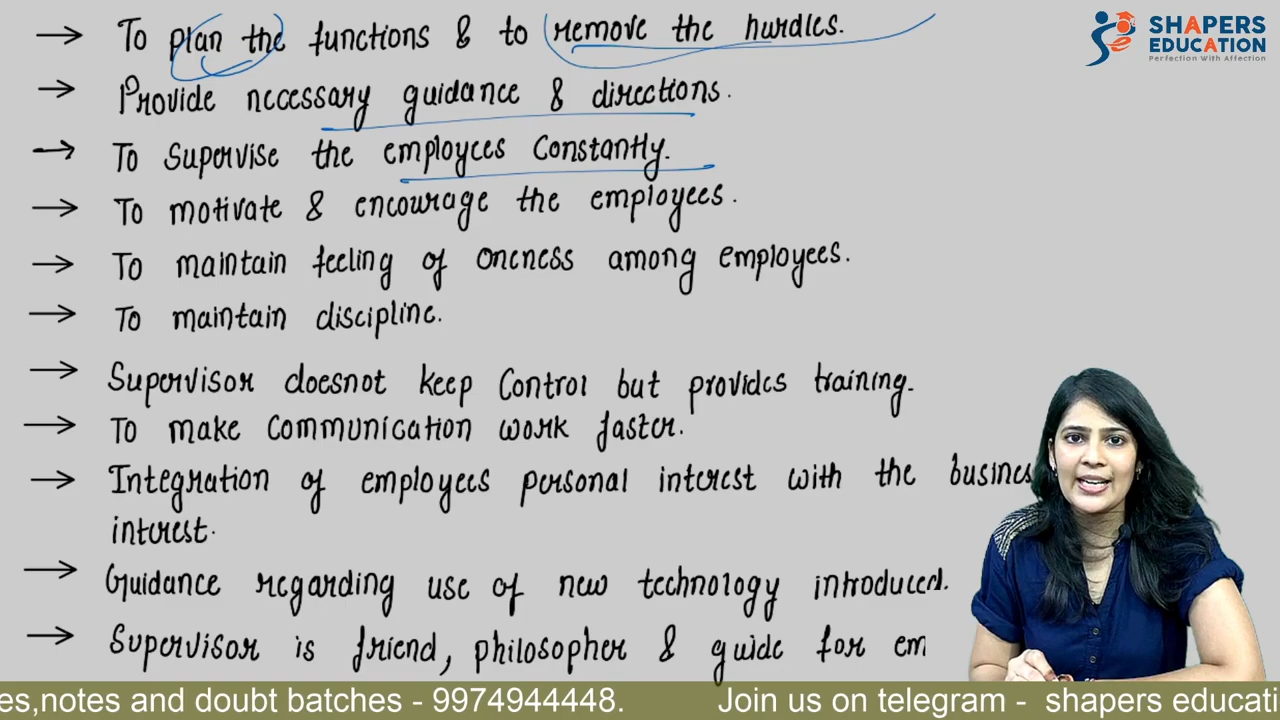 → To plan the functions & to remove the hurdles.
SHAPERS
EDUCATION
Perfection With Affection
→ Provide necessary guidance & directions.
→ To Supervise the employees Constantly.
→ To motivate & encourage the employees.
→ To maintain feeling of oneness among employees.
→ To maintain discipline.
→ Supervisor doesnot keep Control but provides training.
→ To make Communication work faster.
→ Integration of employees personal interest with the busines
interest.
→ Guidance regarding use of new technology introduced.
→ Supervisor is friend, philosopher & guide for em
es,notes and doubt batches - 9974944448. Join us on telegram - shapers educati